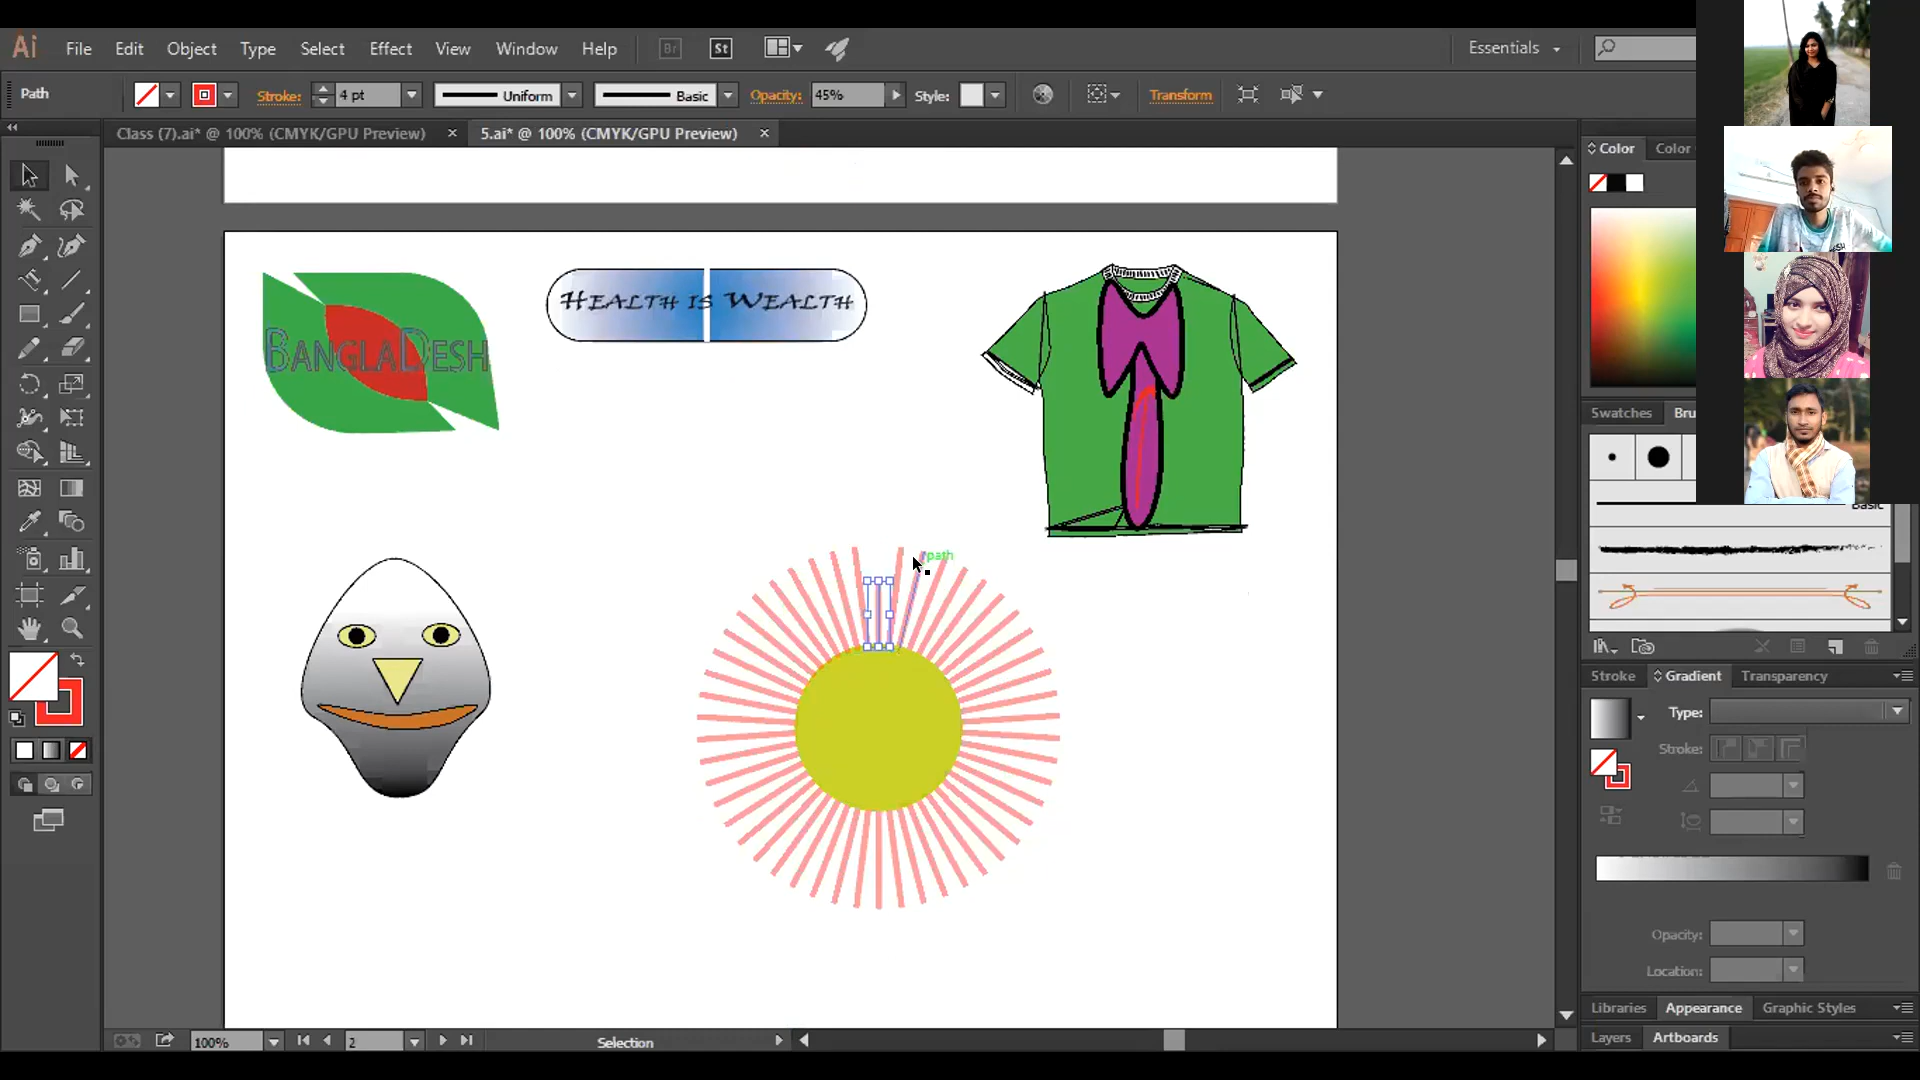 Ai File Edit Object Type Select Effect View Window Help Br St Essentials
Path Stroke: 4 pt Uniform Basic Opacity: 45% Style: Transform
Class (7).ai* @ 100% (CMYK/GPU Preview) × 5.ai* @ 100% (CMYK/GPU Preview) ×
Color Color
BANGLADESH
HEALTH IS WEALTH
Swatches Bru
Basic
path
Stroke Gradient Transparency
Type:
Stroke:
Opacity:
Location:
Libraries Appearance Graphic Styles
Layers Artboards
100% 2 Selection